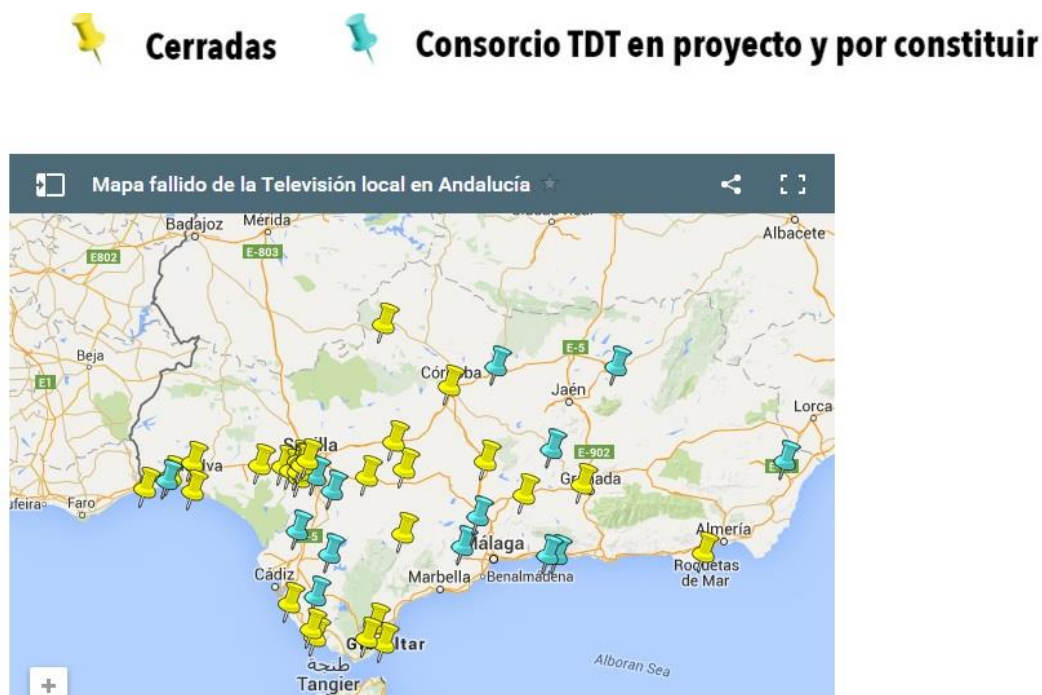 Cerradas
Consorcio TDT en proyecto y por constituir
Mapa fallido de la Televisión local en Andalucía
Badajoz
Mérida
Albacete
E802
E-803
Beja
E-5
E1
Jaén
Lorca
E-902
Faro
Almería
Málaga
Cádiz
Marbella
Benalmádena
Roquetas
de Mar
طنجة
Tangier
Alboran Sea